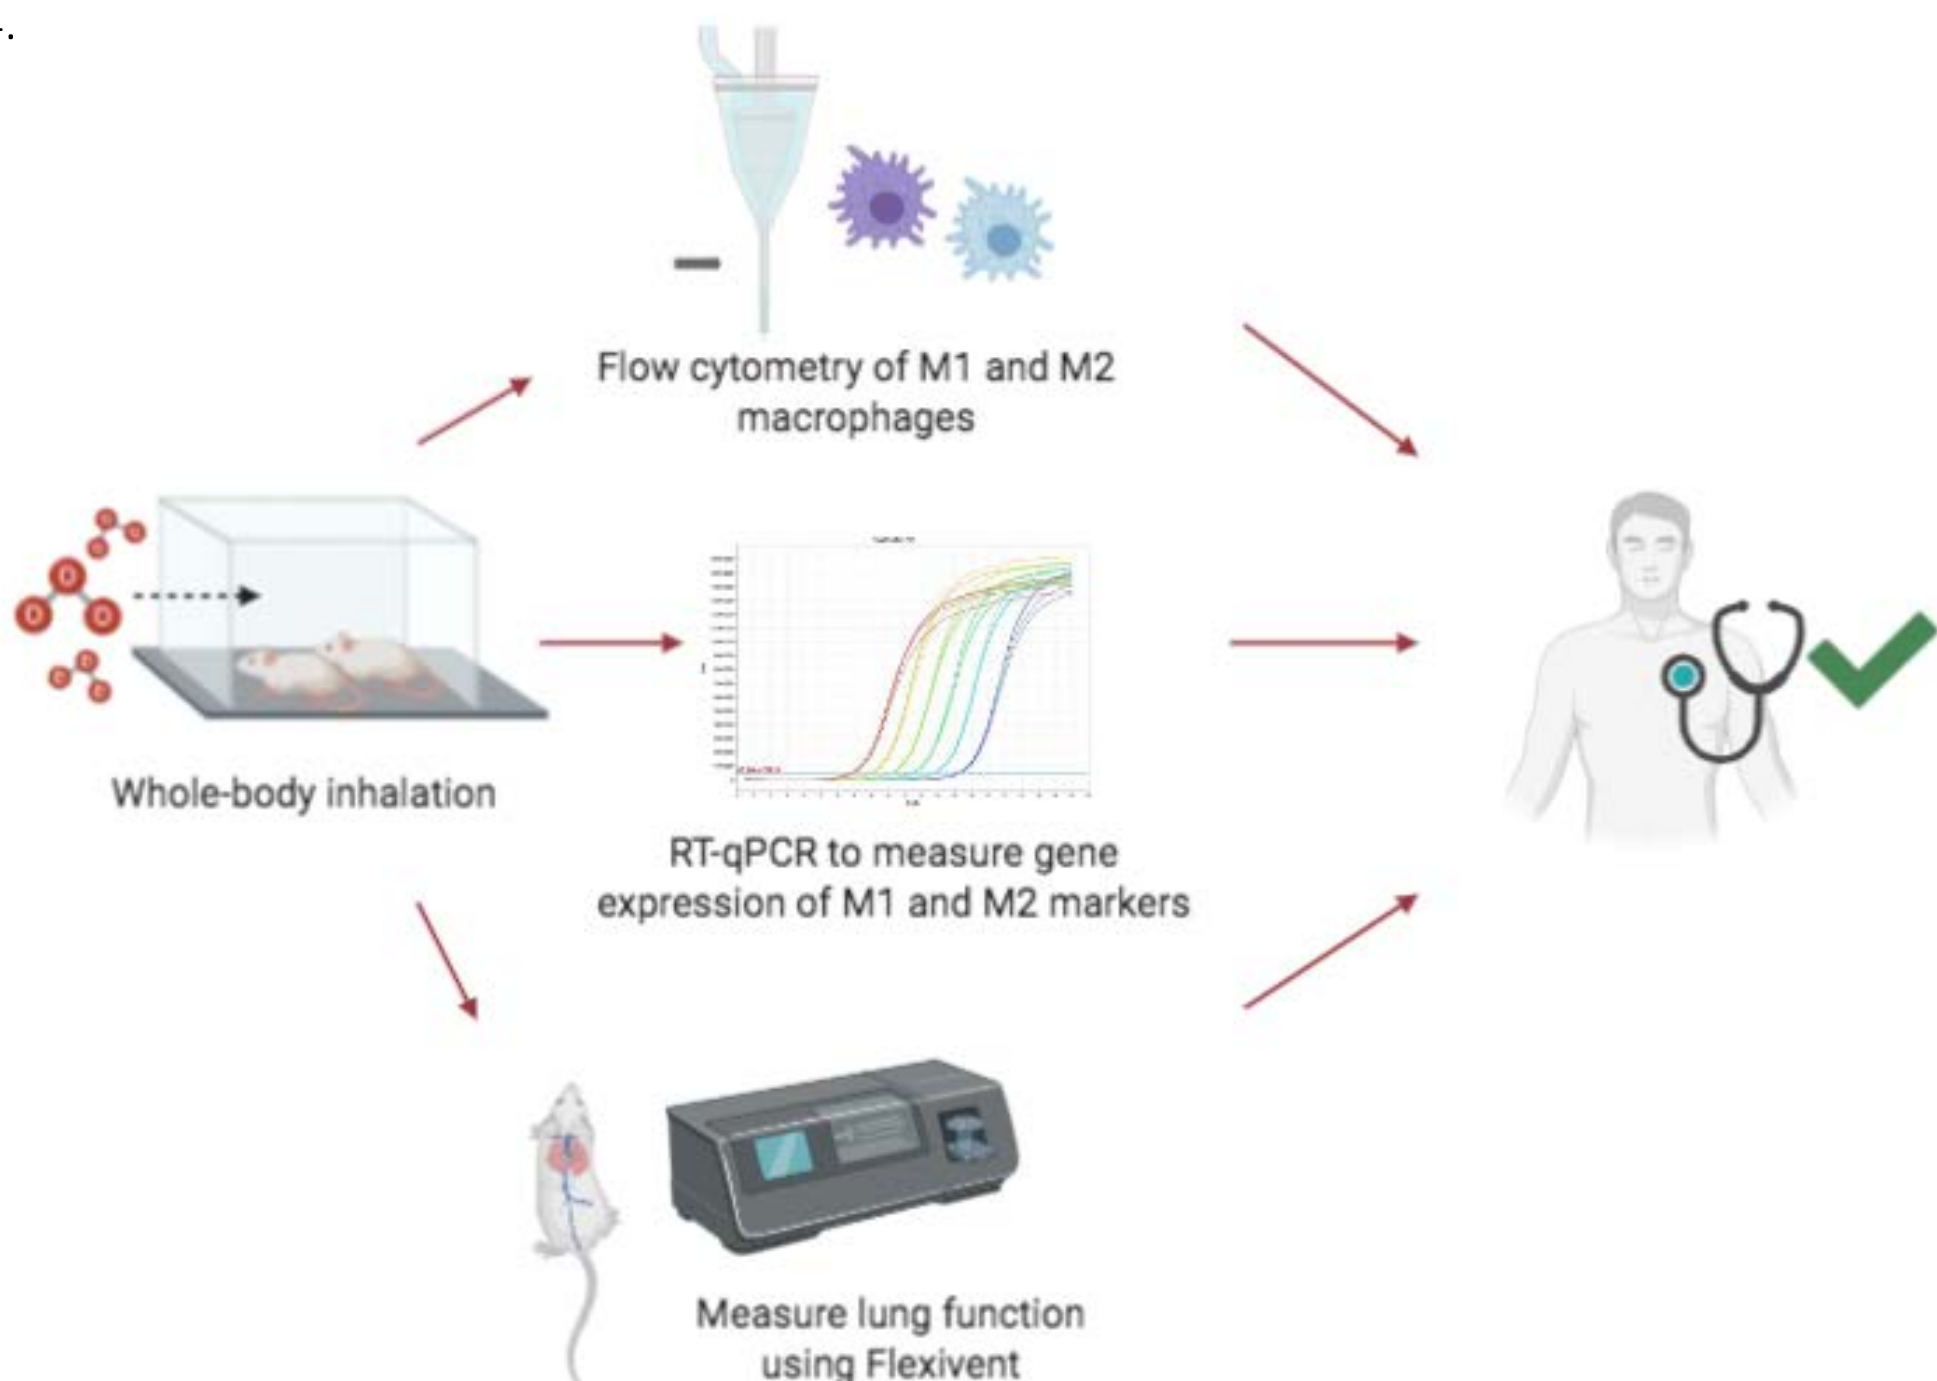 Flow cytometry of M1 and M2
macrophages
O
O
O
Whole-body inhalation
RT-qPCR to measure gene
expression of M1 and M2 markers
Measure lung function
using Flexivent